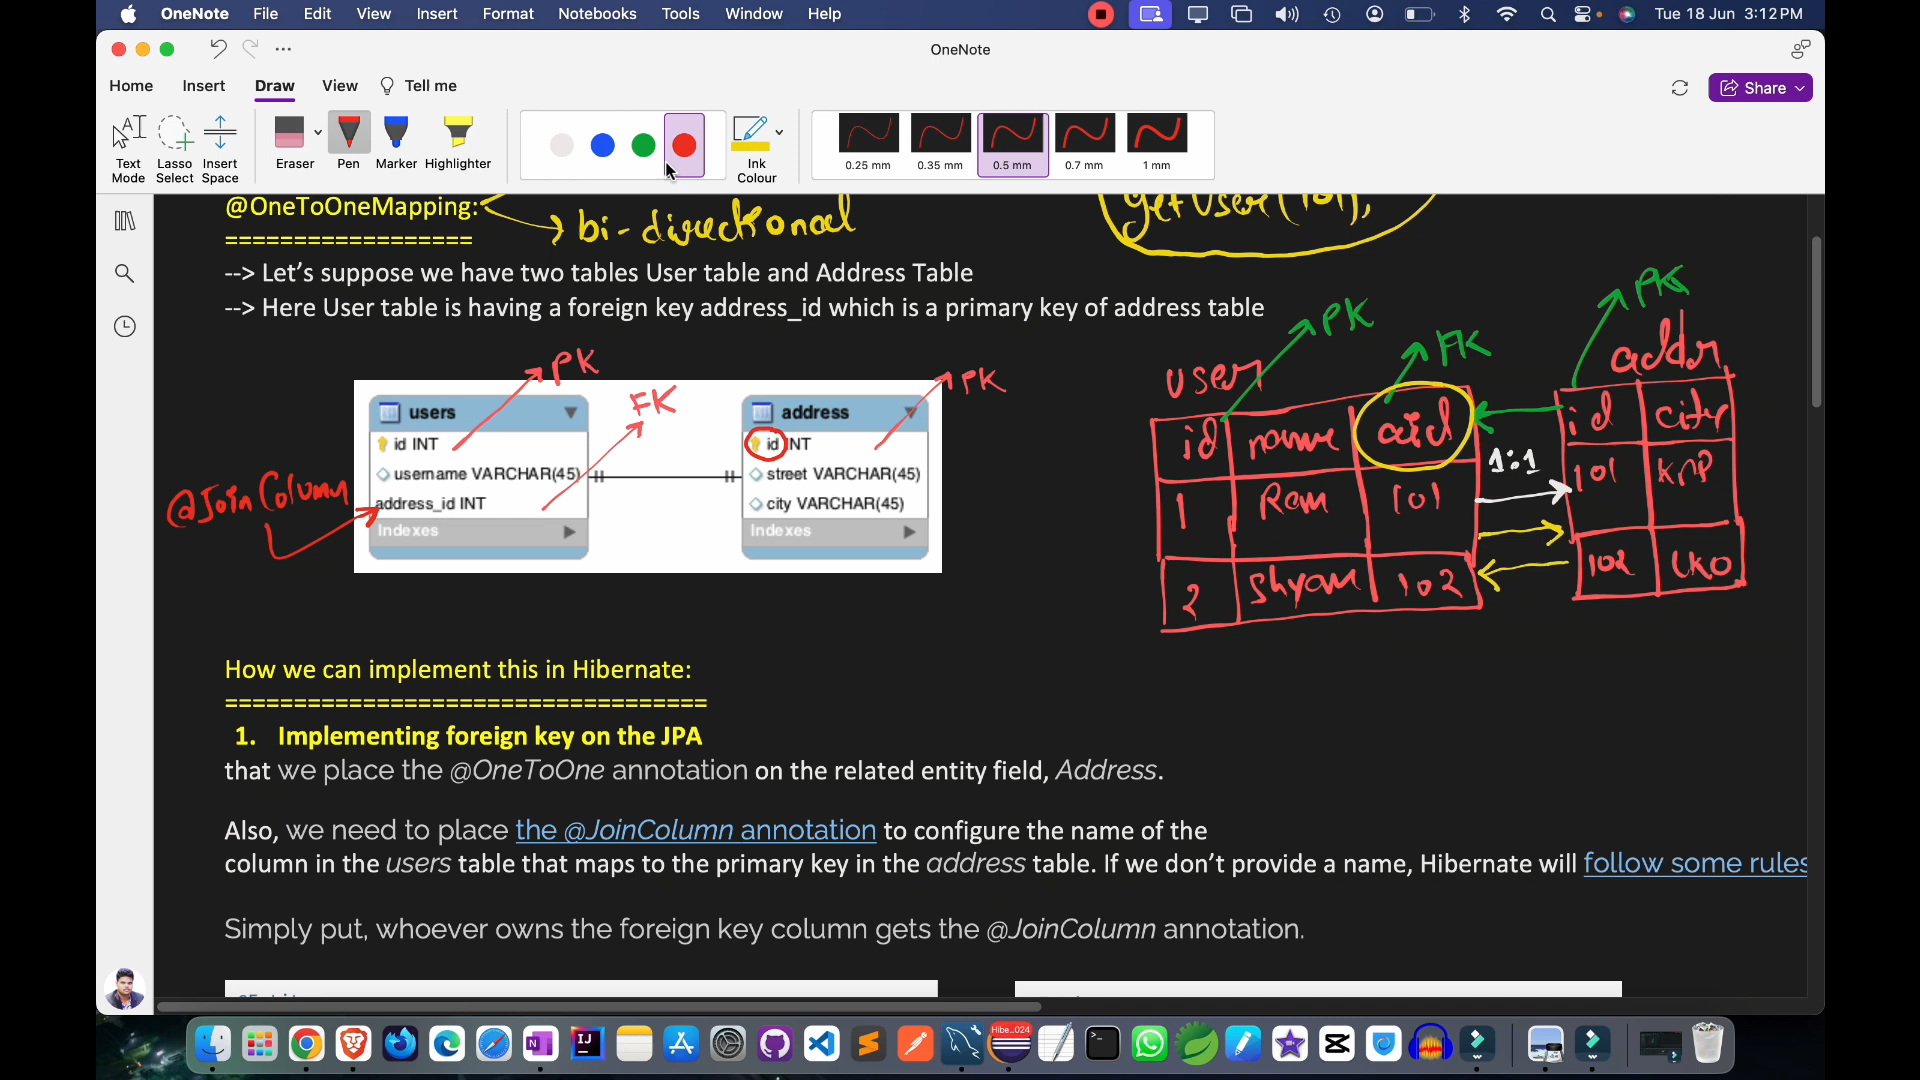 OneNote File Edit View Insert Format Notebooks Tools Window Help Tue 18 Jun 3:12 PM
OneNote
Home Insert Draw View Tell me Share
Text Mode
Lasso Select
Insert Space
Eraser
Pen
Marker
Highlighter
Ink Colour
0.25 mm 0.35 mm 0.5 mm 0.7 mm 1 mm
@OneToOneMapping:
bi-directional
getUser(101);
==================
--> Let's suppose we have two tables User table and Address Table
--> Here User table is having a foreign key address_id which is a primary key of address table
PK
FK
PK
users
id INT
username VARCHAR(45)
address_id INT
Indexes
@JoinColumn
address
id INT
street VARCHAR(45)
city VARCHAR(45)
Indexes
PK
FK
PK
user
id name aid
1 Ram 101
2 Shyam 102
1:1
addr
id city
101 KNP
102 LKO
How we can implement this in Hibernate:
===================================
1. Implementing foreign key on the JPA
that we place the @OneToOne annotation on the related entity field, Address.
Also, we need to place the @JoinColumn annotation to configure the name of the
column in the users table that maps to the primary key in the address table. If we don't provide a name, Hibernate will follow some rules
Simply put, whoever owns the foreign key column gets the @JoinColumn annotation.
Hibe..024